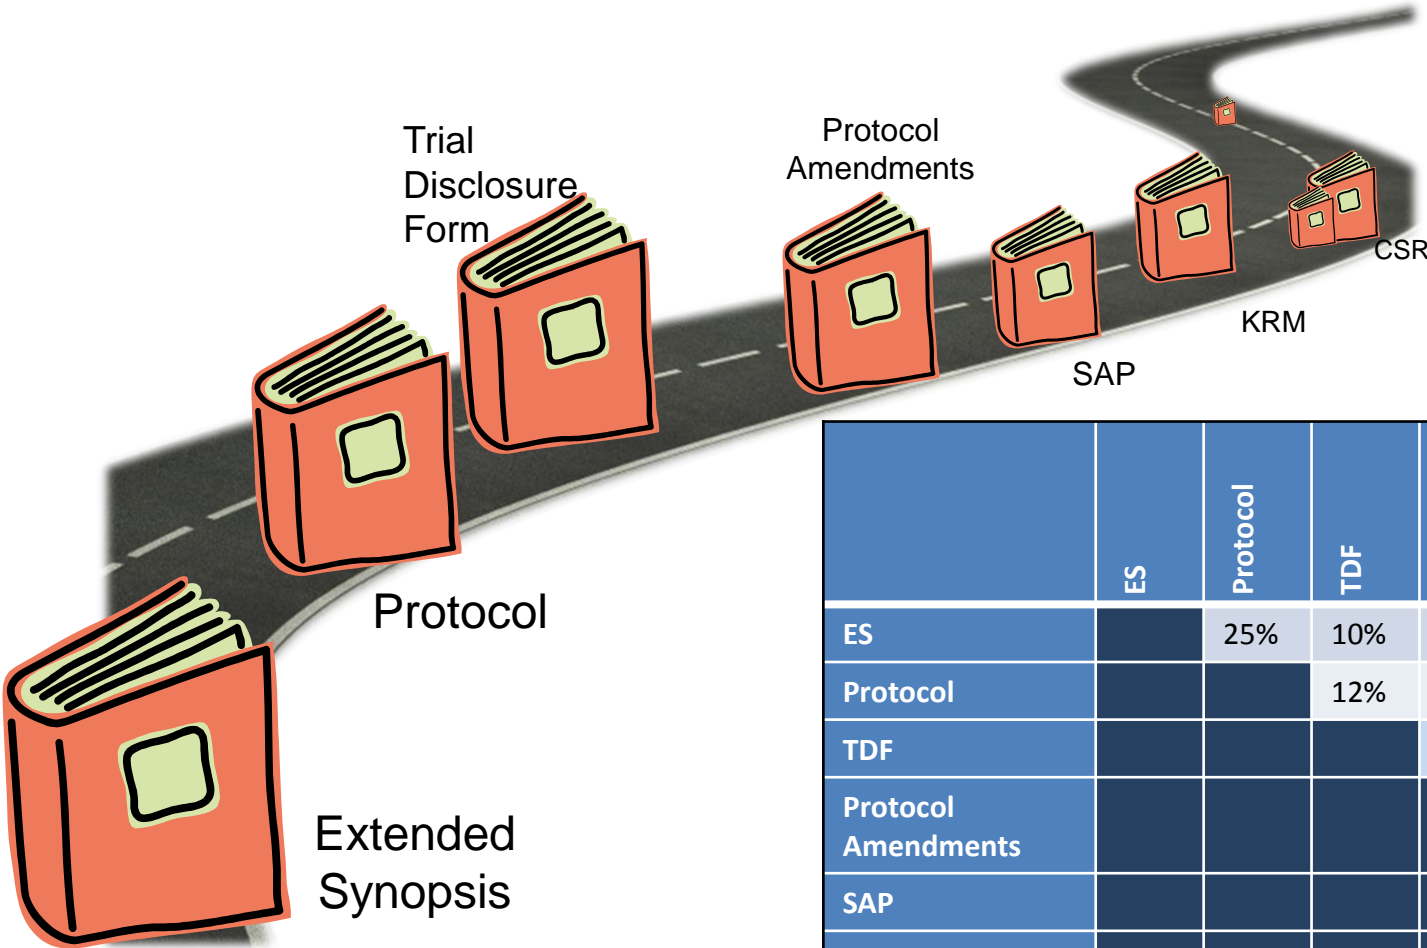 Trial
Disclosure
Form
Protocol
Amendments
CSR
KRM
SAP
Protocol
Extended
Synopsis
ES Protocol TDF
ES 25% 10%
Protocol 12%
TDF
Protocol
Amendments
SAP